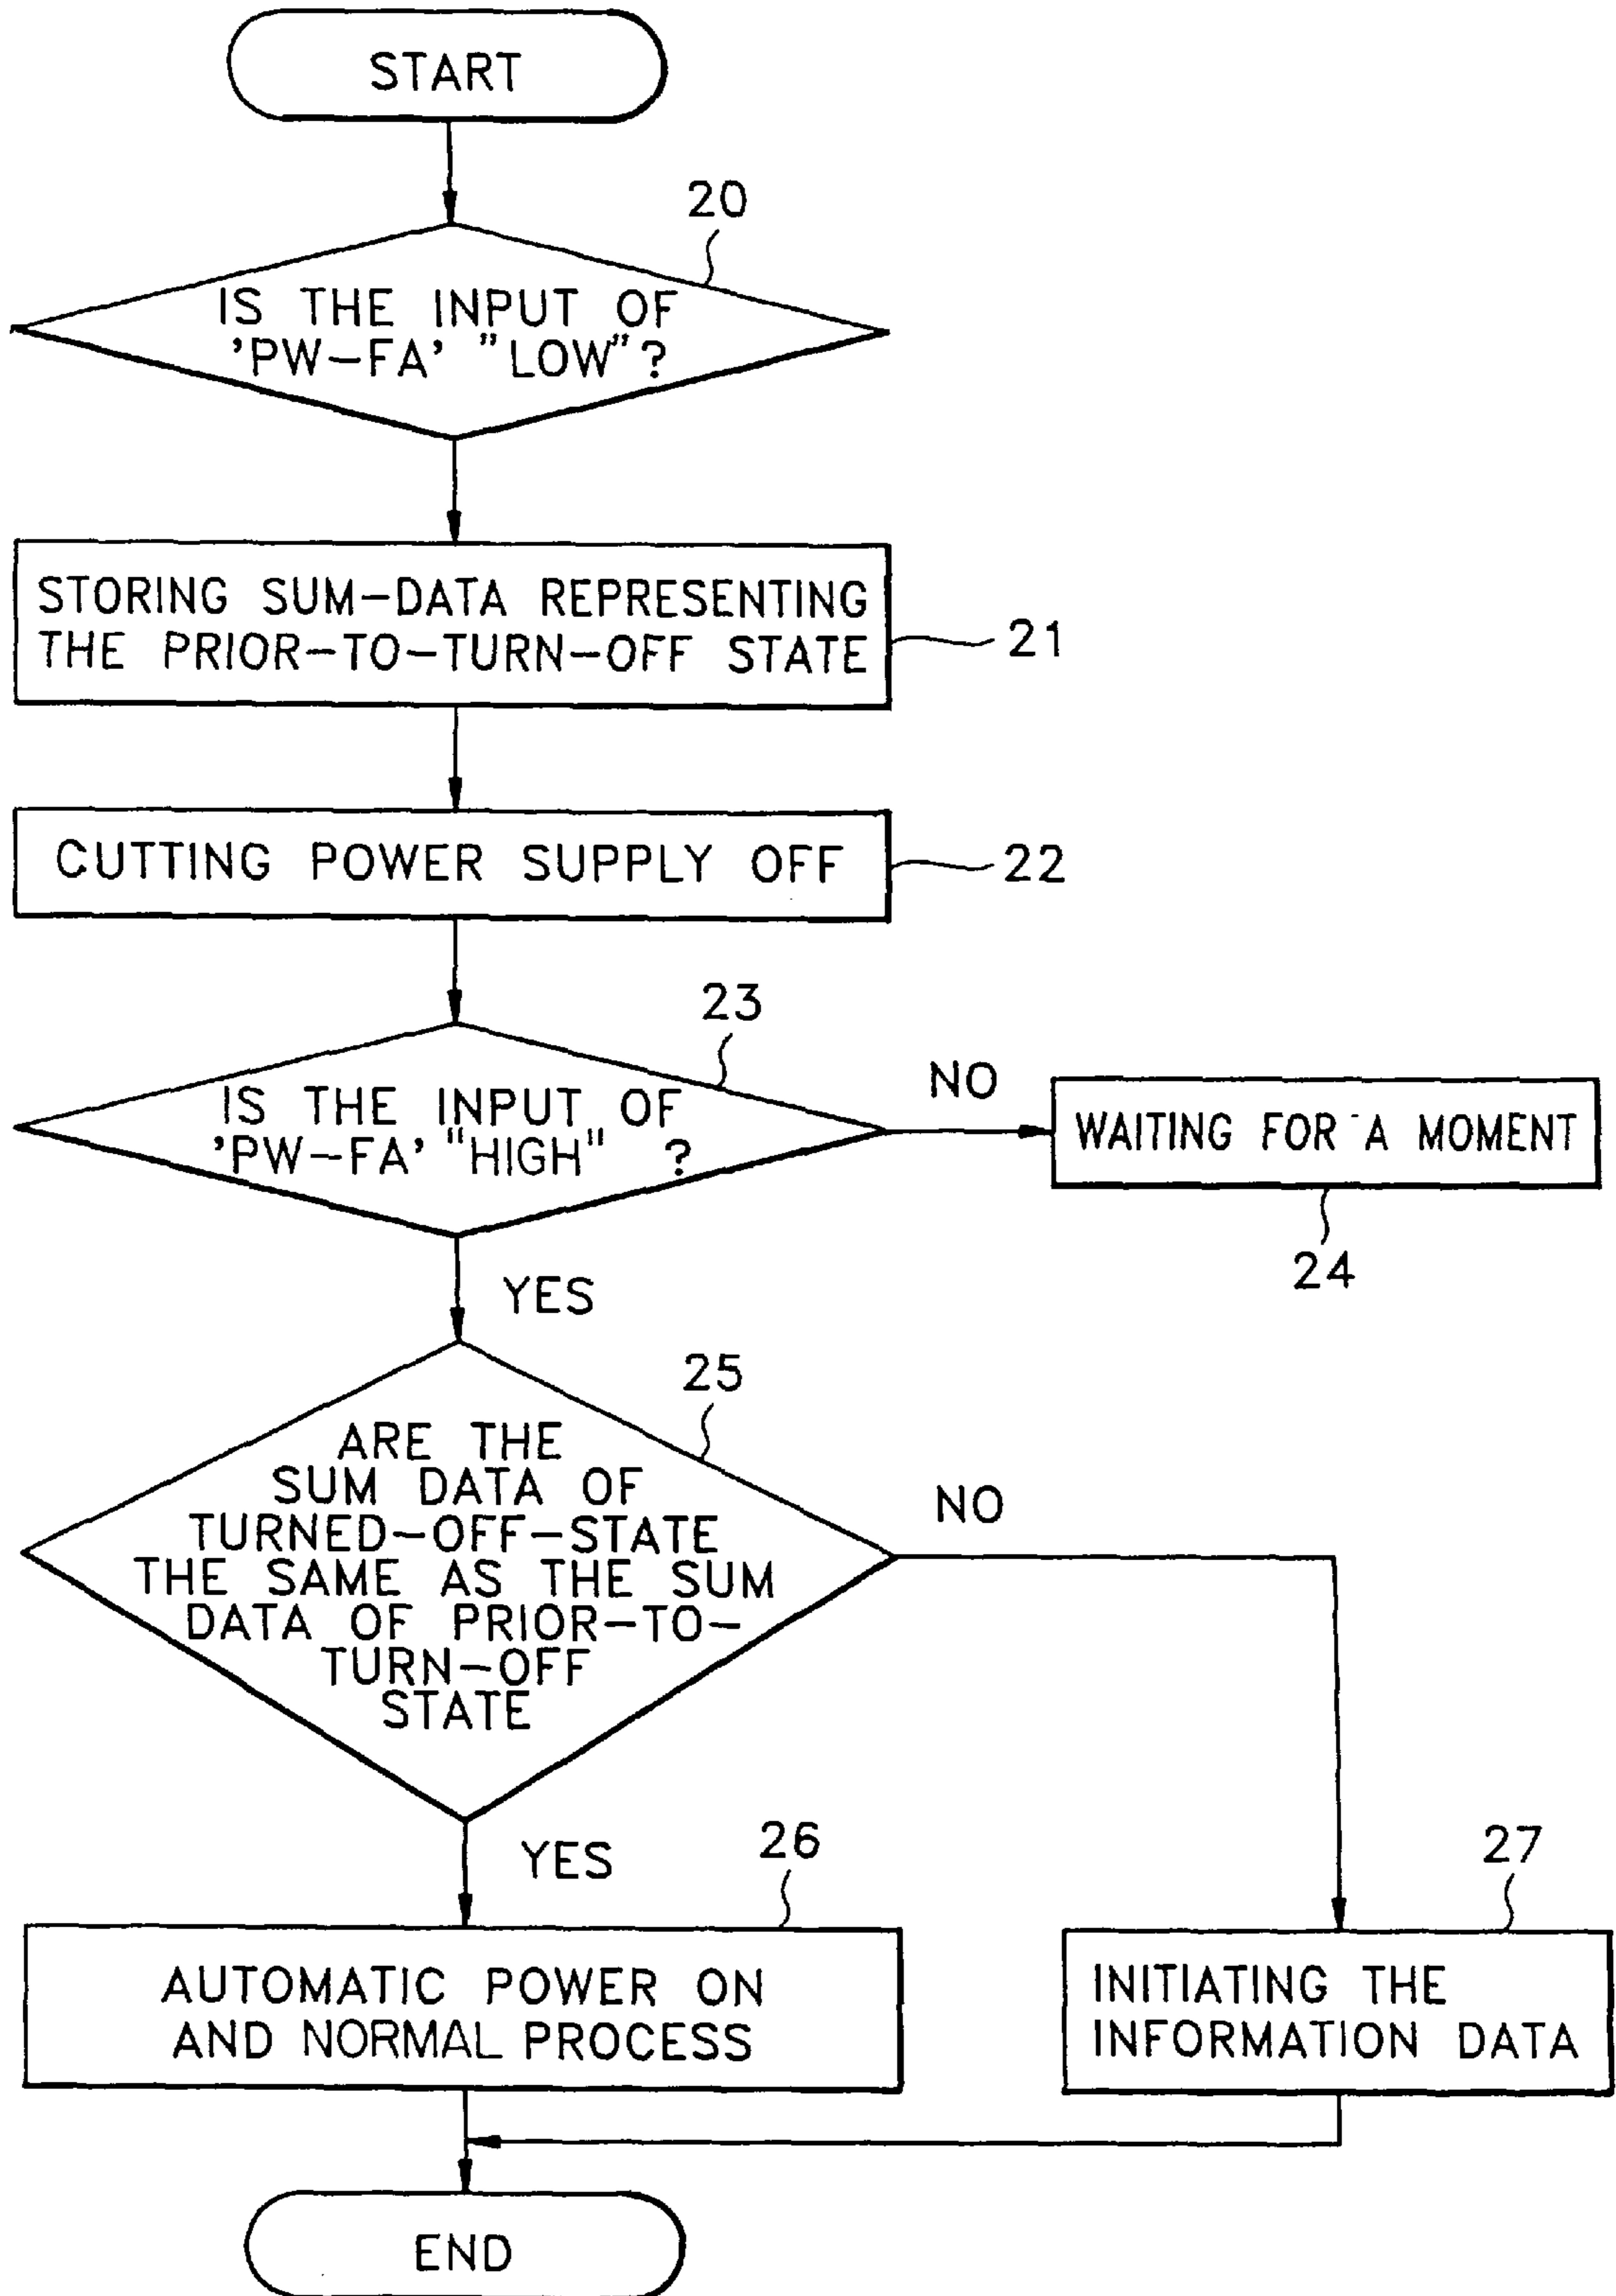 START
20
IS THE INPUT OF
'PW-FA' "LOW"?
STORING SUM-DATA REPRESENTING
THE PRIOR-TO-TURN-OFF STATE
21
CUTTING POWER SUPPLY OFF
22
23
IS THE INPUT OF
'PW-FA' "HIGH" ?
NO
WAITING FOR A MOMENT
24
YES
25
ARE THE
SUM DATA OF
TURNED-OFF-STATE
THE SAME AS THE SUM
DATA OF PRIOR-TO-
TURN-OFF
STATE
NO
YES
26
27
AUTOMATIC POWER ON
AND NORMAL PROCESS
INITIATING THE
INFORMATION DATA
END